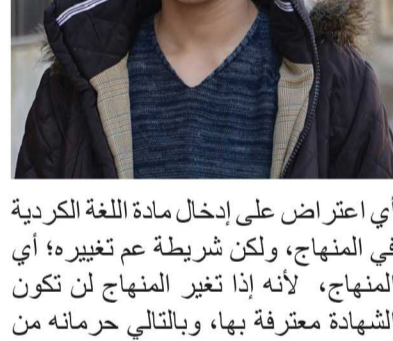 أي اعتراض على إدخال مادة اللغة الكردية
في المنهاج، ولكن شريطة عم تغييره؛ أي
المنهاج، لأنه إذا تغير المنهاج لن تكون
الشهادة معترفة بها، وبالتالي حرمانه من